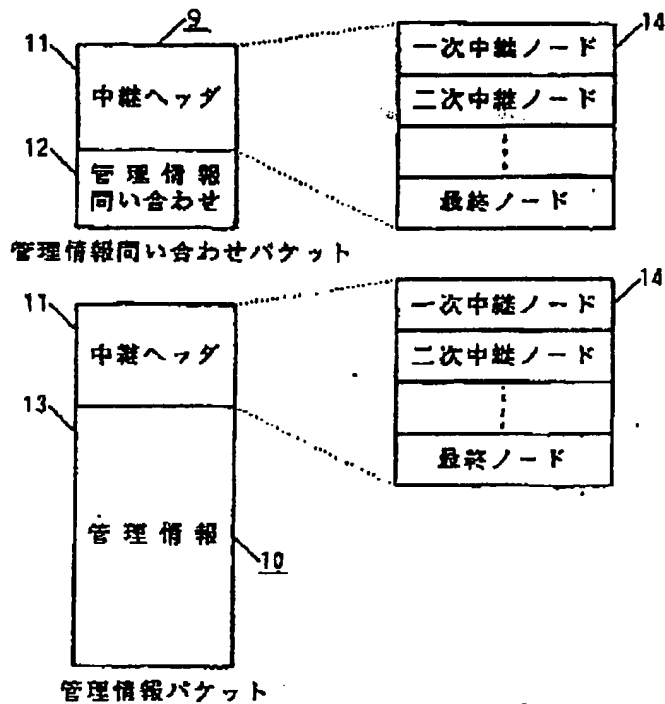 9
11
中継ヘッダ
12
管理情報
問い合わせ
管理情報問い合わせパケット
14
一次中継ノード
二次中継ノード
最終ノード
11
中継ヘッダ
13
管理情報
10
管理情報パケット
14
一次中継ノード
二次中継ノード
最終ノード